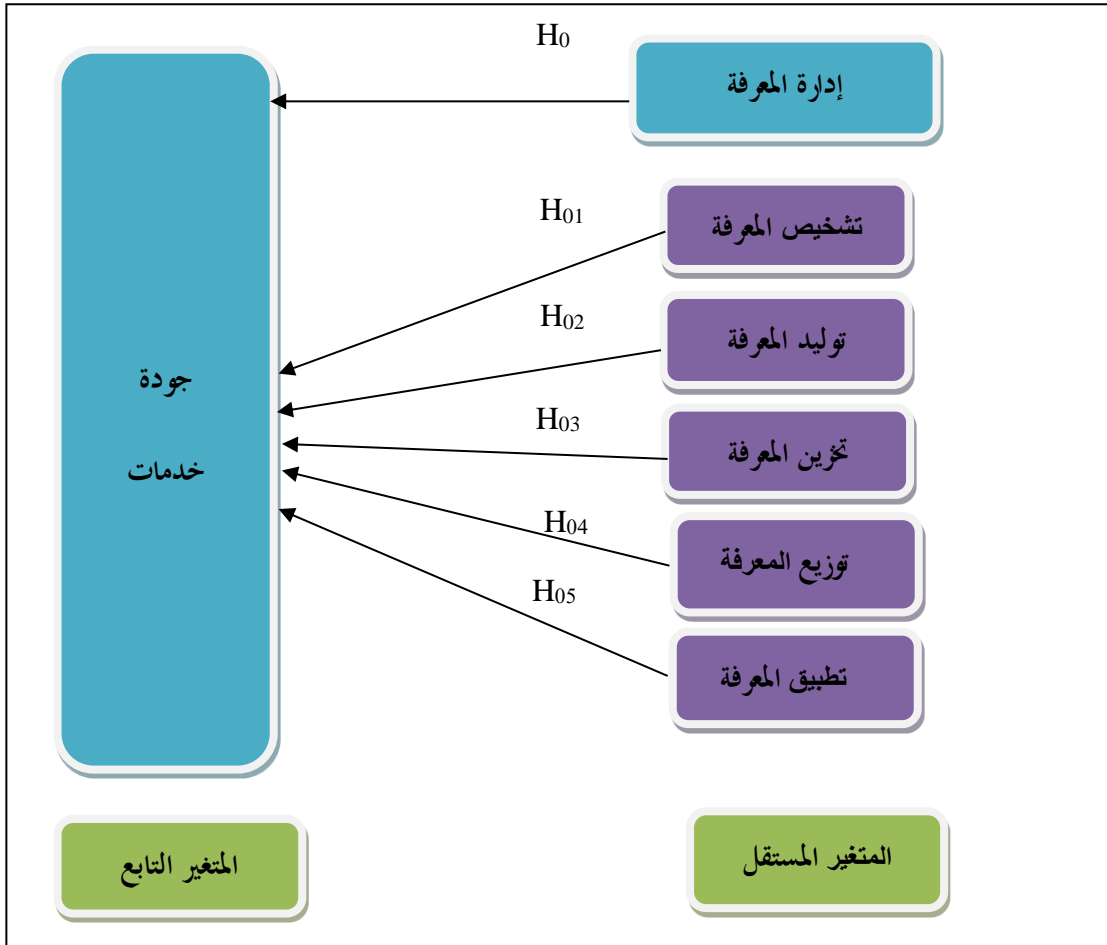 H0
إدارة المعرفة
H01
تشخيص المعرفة
H02
توليد المعرفة
H03
تخزين المعرفة
H04
توزيع المعرفة
H05
تطبيق المعرفة
جودة
خدمات
المتغير المستقل
المتغير التابع